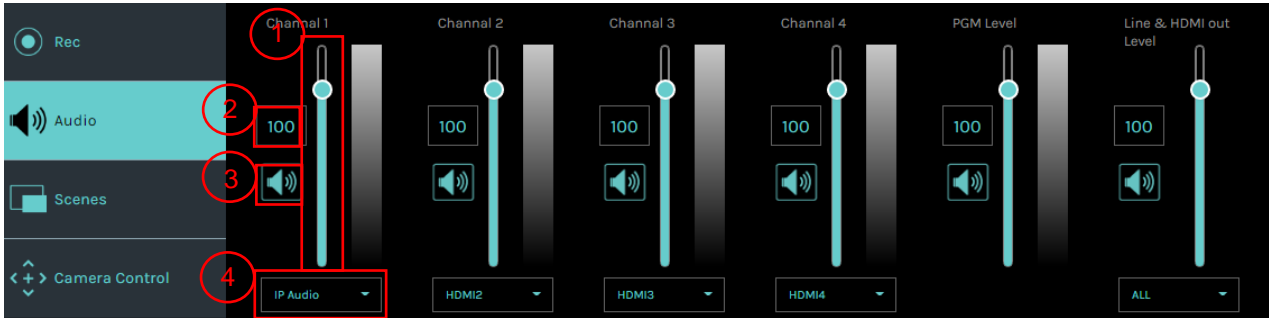 Rec
Audio
Scenes
Camera Control
1
2
3
4
Channel 1
100
IP Audio
Channel 2
100
HDMI2
Channel 3
100
HDMI3
Channel 4
100
HDMI4
PGM Level
100
Line & HDMI out
Level
100
ALL